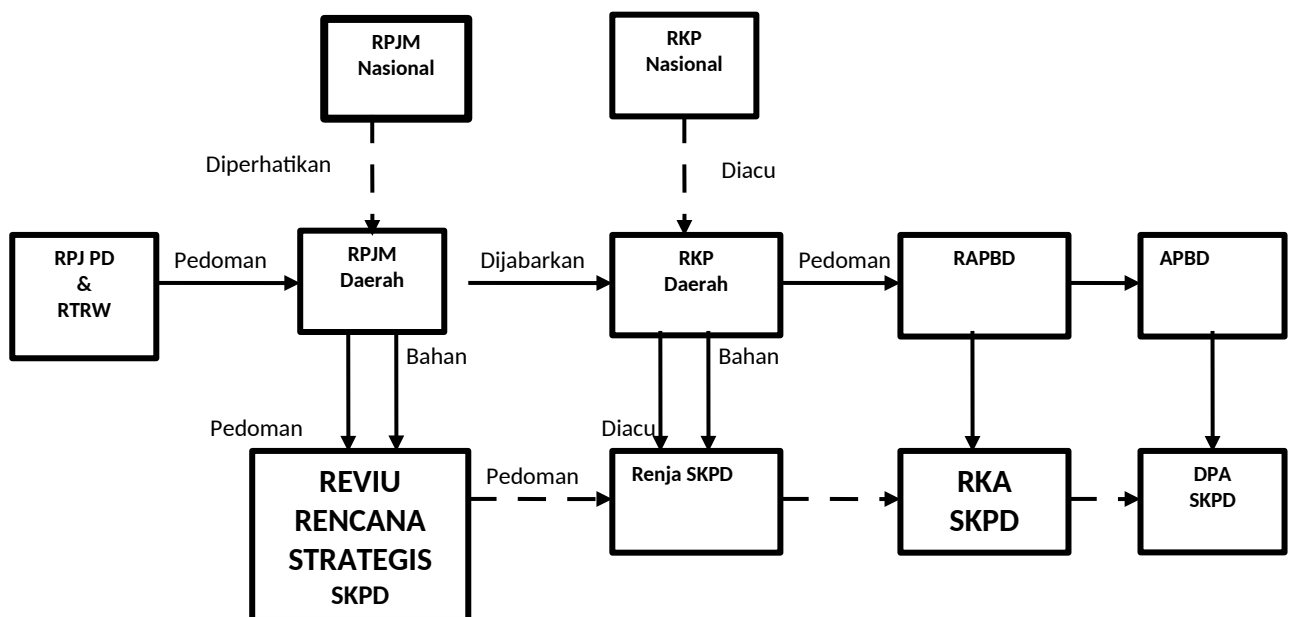 RPJM
Nasional
RKP
Nasional
Diperhatikan
Diacu
RPJ PD
&
RTRW
Pedoman
RPJM
Daerah
Dijabarkan
RKP
Daerah
Pedoman
RAPBD
APBD
Bahan
Bahan
Pedoman
Diacu
REVIU
RENCANA
STRATEGIS
SKPD
Pedoman
Renja SKPD
RKA
SKPD
DPA
SKPD